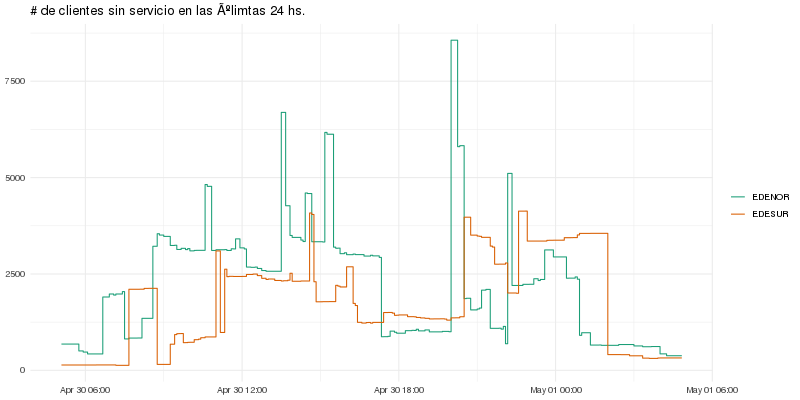 # de clientes sin servicio en las Ãºlimtas 24 hs.
7500
5000
2500
0
Apr 30 06:00
Apr 30 12:00
Apr 30 18:00
May 01 00:00
May 01 06:00
EDENOR
EDESUR